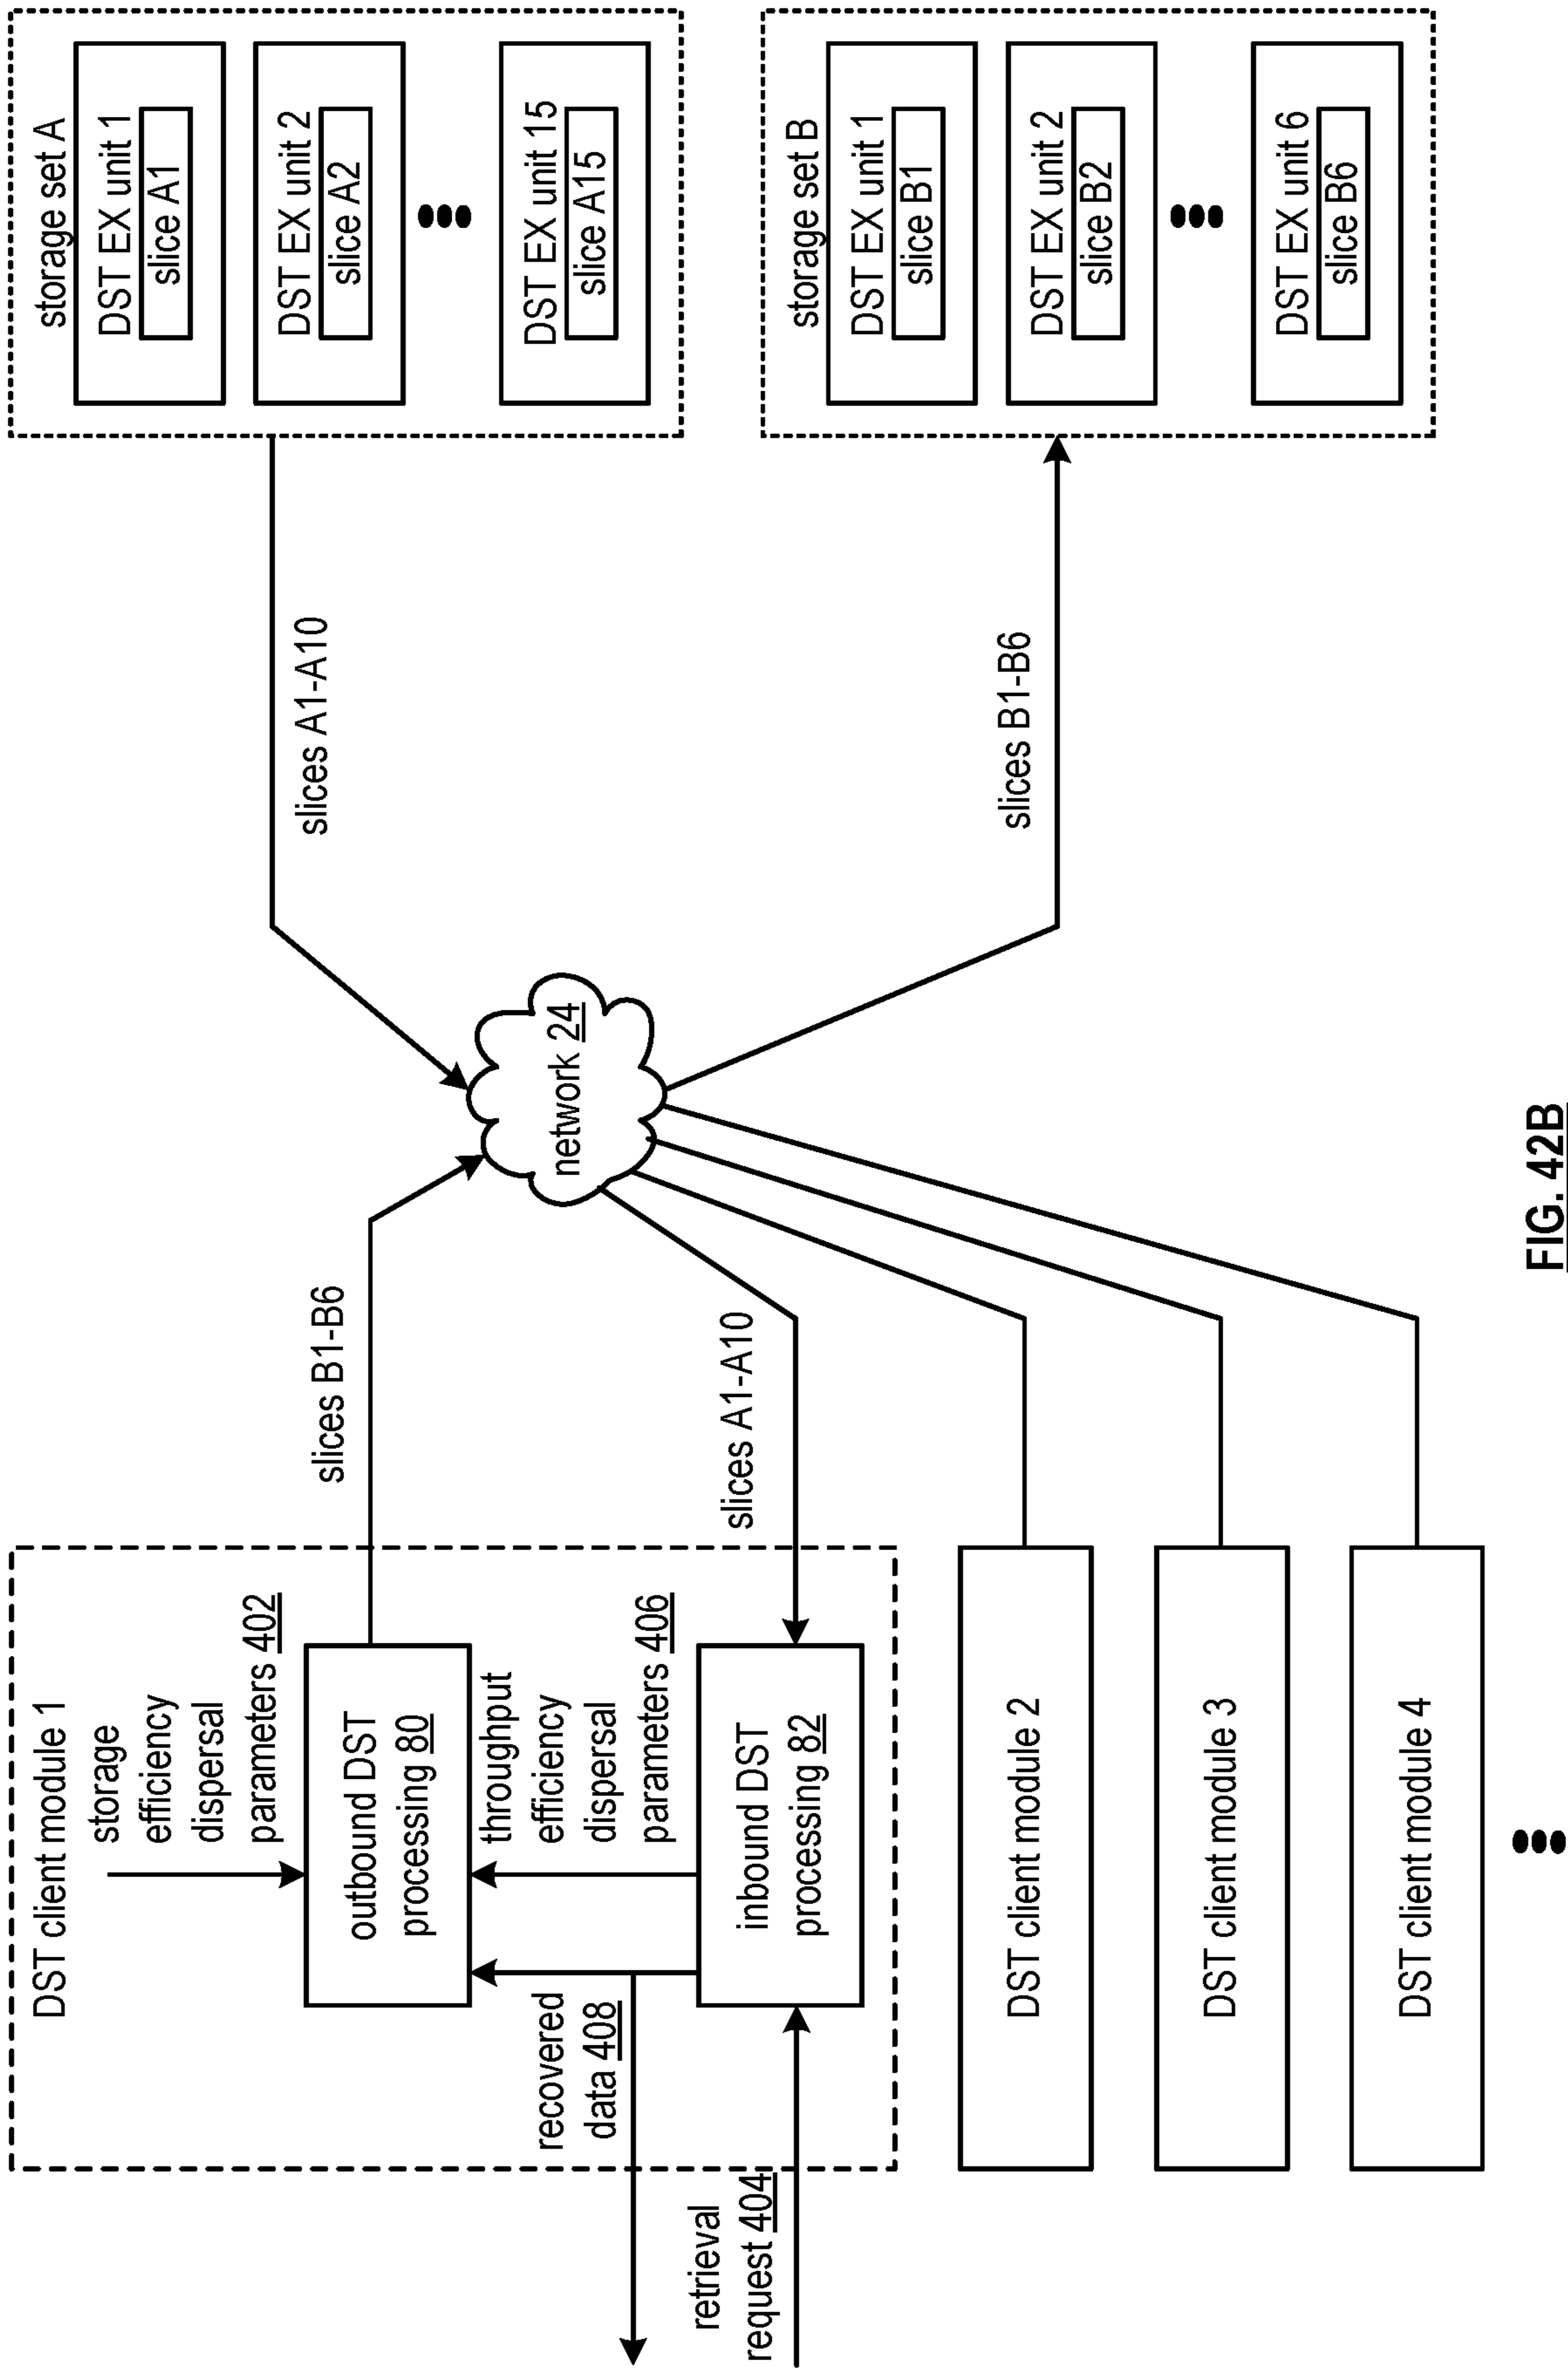 DST client module 1
storage
efficiency
dispersal
parameters 402
outbound DST
processing 80
throughput
efficiency
dispersal
parameters 406
inbound DST
processing 82
recovered
data 408
retrieval
request 404
DST client module 2
DST client module 3
DST client module 4
slices B1-B6
slices A1-A10
network 24
slices A1-A10
slices B1-B6
storage set A
DST EX unit 1
slice A1
DST EX unit 2
slice A2
DST EX unit 15
slice A15
storage set B
DST EX unit 1
slice B1
DST EX unit 2
slice B2
DST EX unit 6
slice B6
FIG. 42B